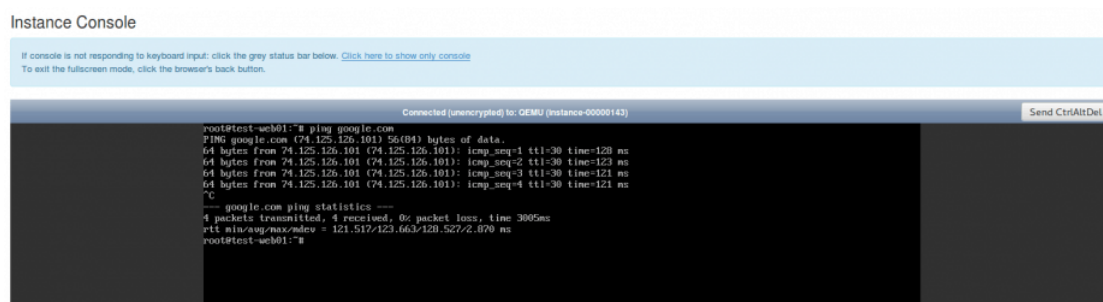 Instance Console
If console is not responding to keyboard input: click the grey status bar below. Click here to show only console
To exit the fullscreen mode, click the browser's back button.
Connected (unencrypted) to: QEMU (instance-00000143)
Send CtrlAltDel
root@test-web01:~# ping google.com
PING google.com (74.125.126.101) 56(84) bytes of data.
64 bytes from 74.125.126.101 (74.125.126.101): icmp_seq=1 ttl=30 time=128 ms
64 bytes from 74.125.126.101 (74.125.126.101): icmp_seq=2 ttl=30 time=123 ms
64 bytes from 74.125.126.101 (74.125.126.101): icmp_seq=3 ttl=30 time=121 ms
64 bytes from 74.125.126.101 (74.125.126.101): icmp_seq=4 ttl=30 time=121 ms
^C
--- google.com ping statistics ---
4 packets transmitted, 4 received, 0% packet loss, time 3005ms
rtt min/avg/max/mdev = 121.517/123.663/128.527/2.870 ms
root@test-web01:~#